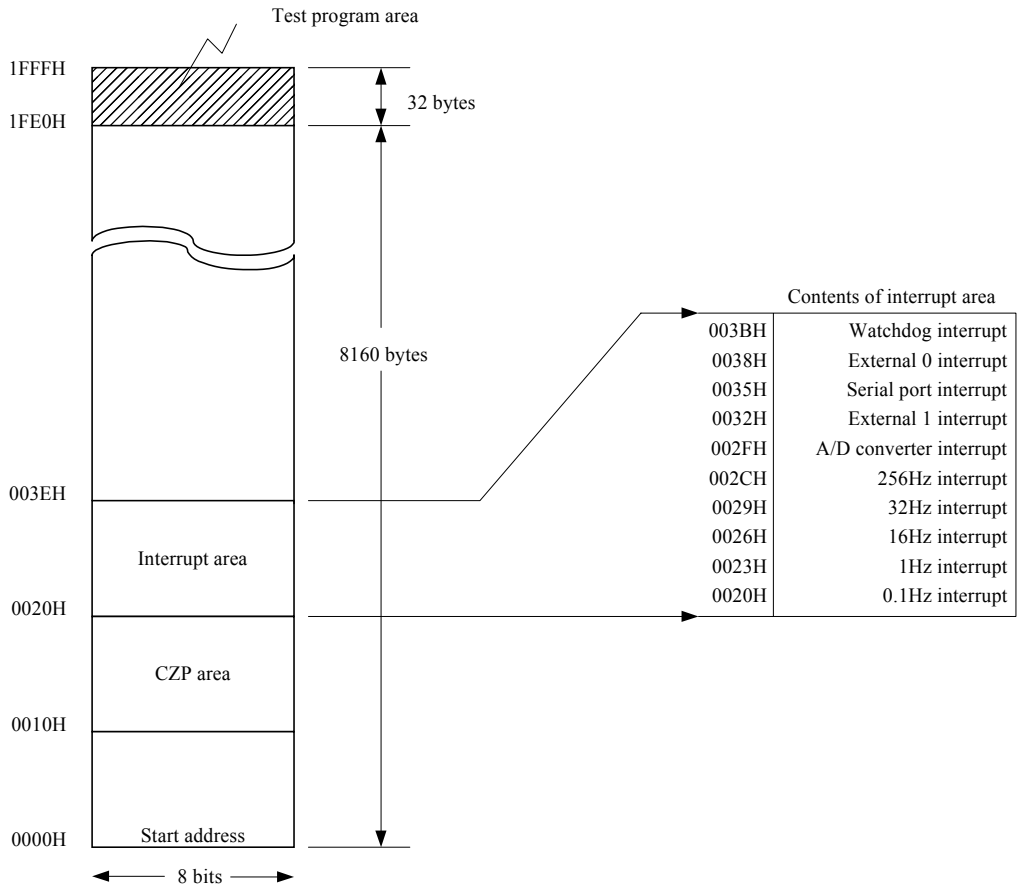 Test program area
1FFFH
32 bytes
1FE0H
8160 bytes
Contents of interrupt area
003BH Watchdog interrupt
0038H External 0 interrupt
0035H Serial port interrupt
0032H External 1 interrupt
002FH A/D converter interrupt
002CH 256Hz interrupt
0029H 32Hz interrupt
0026H 16Hz interrupt
0023H 1Hz interrupt
0020H 0.1Hz interrupt
003EH
Interrupt area
0020H
CZP area
0010H
0000H
Start address
8 bits